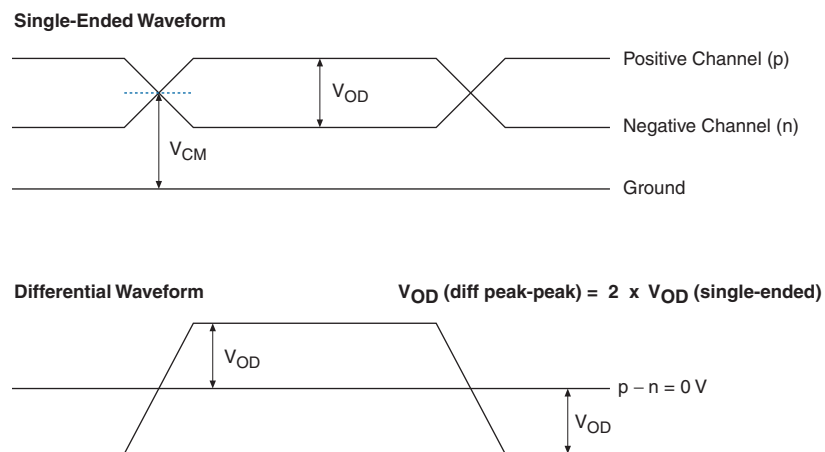 Single-Ended Waveform
Positive Channel (p)
VOD
Negative Channel (n)
VCM
Ground
Differential Waveform
VOD (diff peak-peak) = 2 x VOD (single-ended)
VOD
p – n = 0 V
VOD